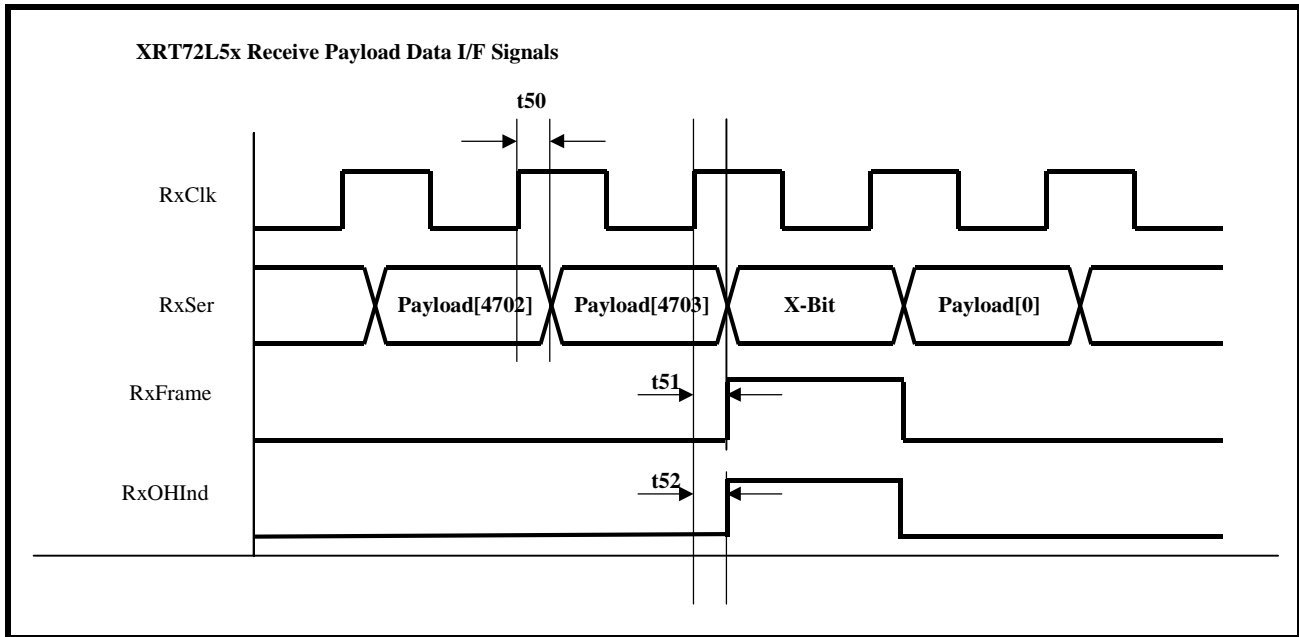 XRT72L5x Receive Payload Data I/F Signals
t50
RxClk
RxSer
Payload[4702]
Payload[4703]
X-Bit
Payload[0]
RxFrame
t51
RxOHInd
t52